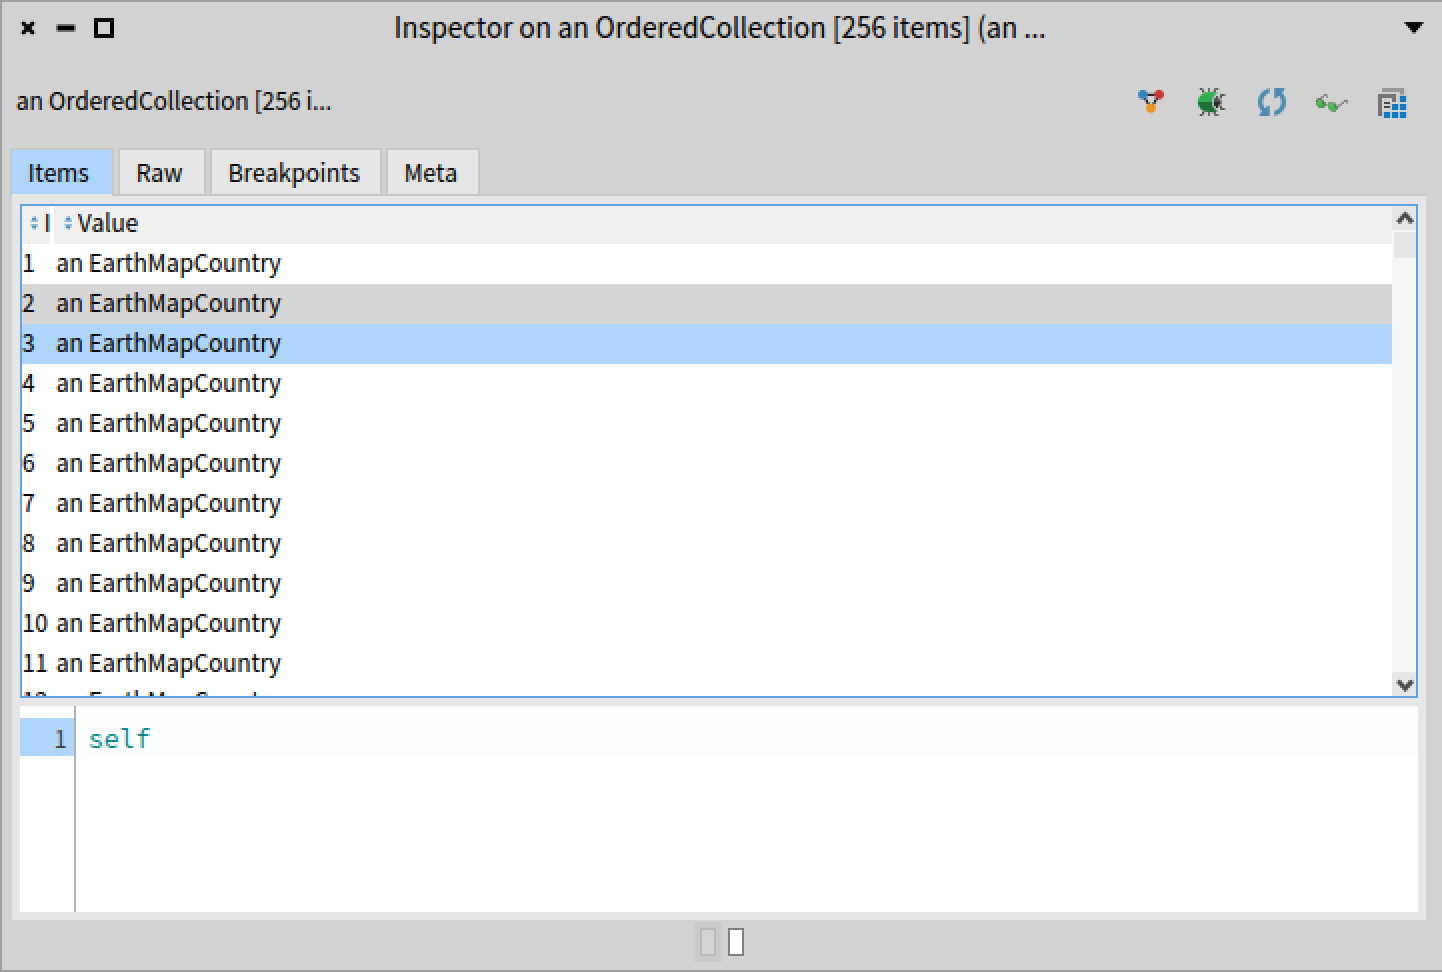 Inspector on an OrderedCollection [256 items] (an ...
an OrderedCollection [256 i...
Items Raw Breakpoints Meta
I Value
1 an EarthMapCountry
2 an EarthMapCountry
3 an EarthMapCountry
4 an EarthMapCountry
5 an EarthMapCountry
6 an EarthMapCountry
7 an EarthMapCountry
8 an EarthMapCountry
9 an EarthMapCountry
10 an EarthMapCountry
11 an EarthMapCountry
1 self